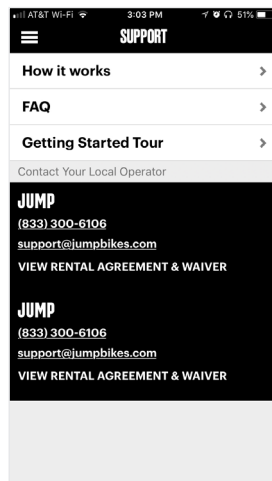 AT&T Wi-Fi 3:03 PM 51%
SUPPORT
How it works
FAQ
Getting Started Tour
Contact Your Local Operator
JUMP
(833) 300-6106
support@jumpbikes.com
VIEW RENTAL AGREEMENT & WAIVER
JUMP
(833) 300-6106
support@jumpbikes.com
VIEW RENTAL AGREEMENT & WAIVER